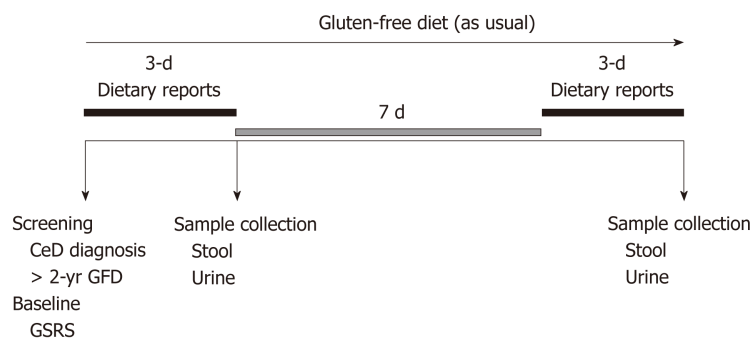 Gluten-free diet (as usual)
3-d
Dietary reports
7 d
3-d
Dietary reports
Screening
CeD diagnosis
> 2-yr GFD
Baseline
GSRS
Sample collection
Stool
Urine
Sample collection
Stool
Urine